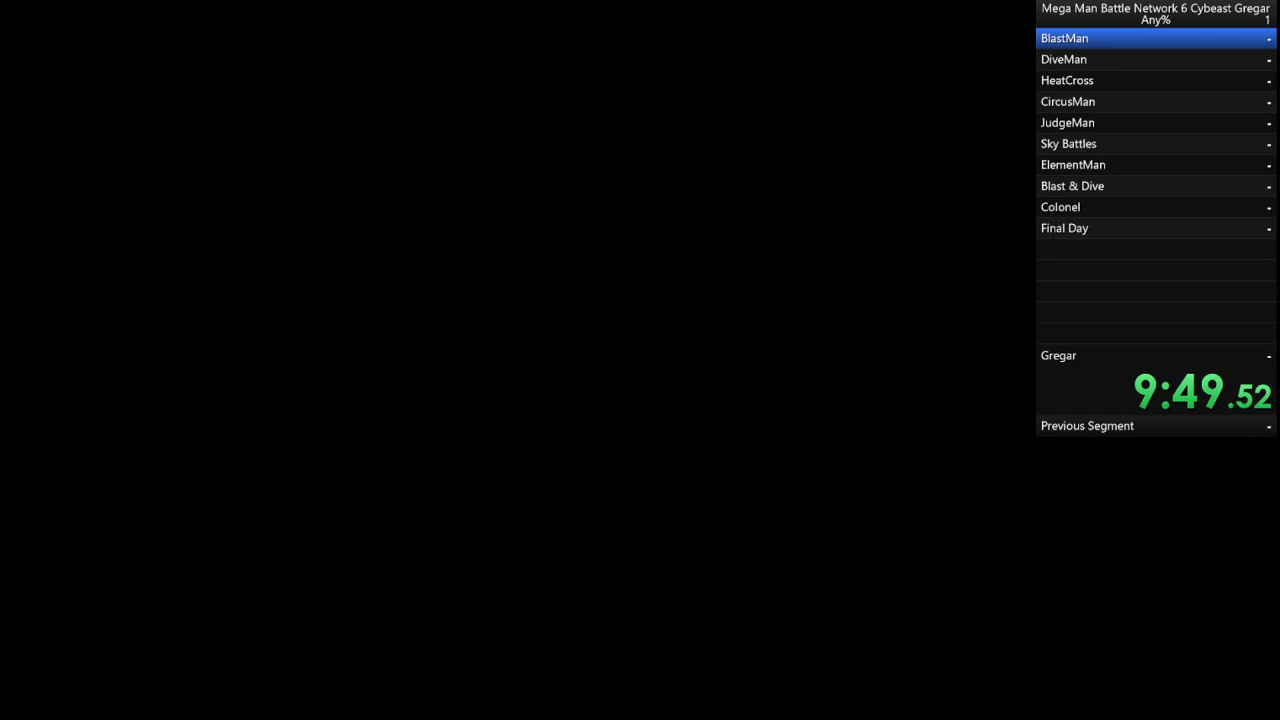 Mega Man Battle Network 6 Cybeast Gregar
Any% 1
BlastMan -
DiveMan -
HeatCross -
CircusMan -
JudgeMan -
Sky Battles -
ElementMan -
Blast & Dive -
Colonel -
Final Day -
Gregar -
9:49.52
Previous Segment -